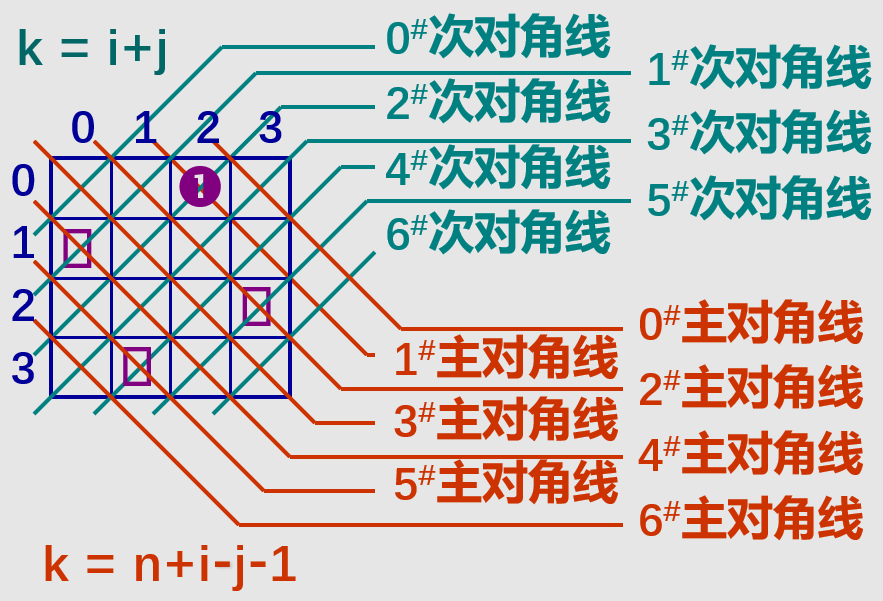 k = i+j
0#次对角线
1#次对角线
2#次对角线
3#次对角线
4#次对角线
5#次对角线
6#次对角线
0 1 2 3
0
1
1
2
3
0#主对角线
1#主对角线
2#主对角线
3#主对角线
4#主对角线
5#主对角线
6#主对角线
k = n+i-j-1